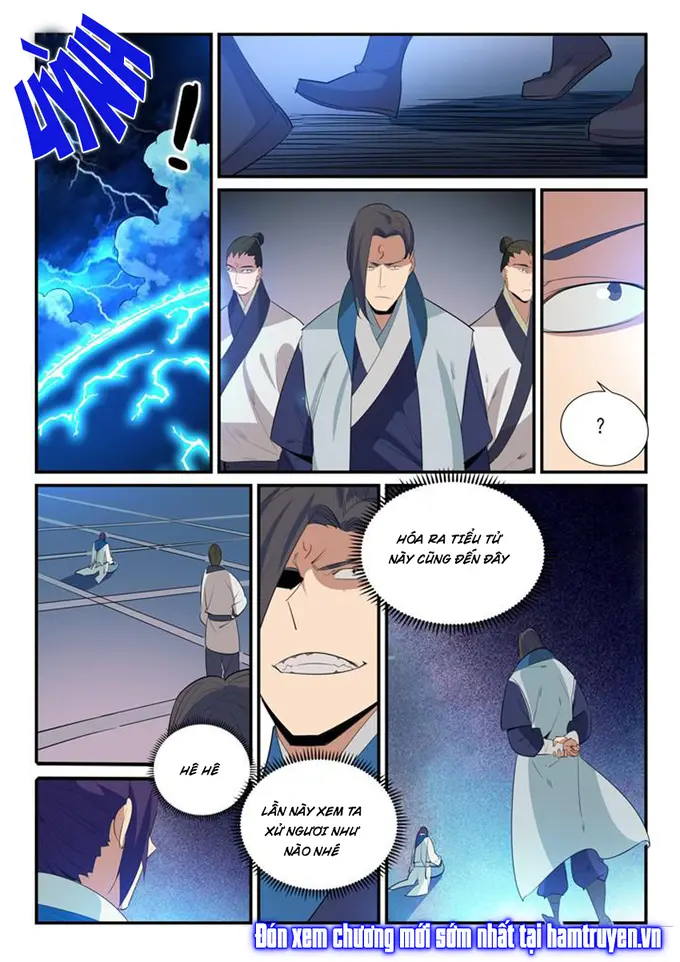 ẦMM
!
?
HÓA RA TIỂU TỬ
NÀY CŨNG ĐẾN ĐÂY
HÊ HÊ
LẦN NÀY XEM TA
XỬ NGƯƠI NHƯ
NÀO NHÉ
Đón xem chương mới sớm nhất tại hamtruyen.vn